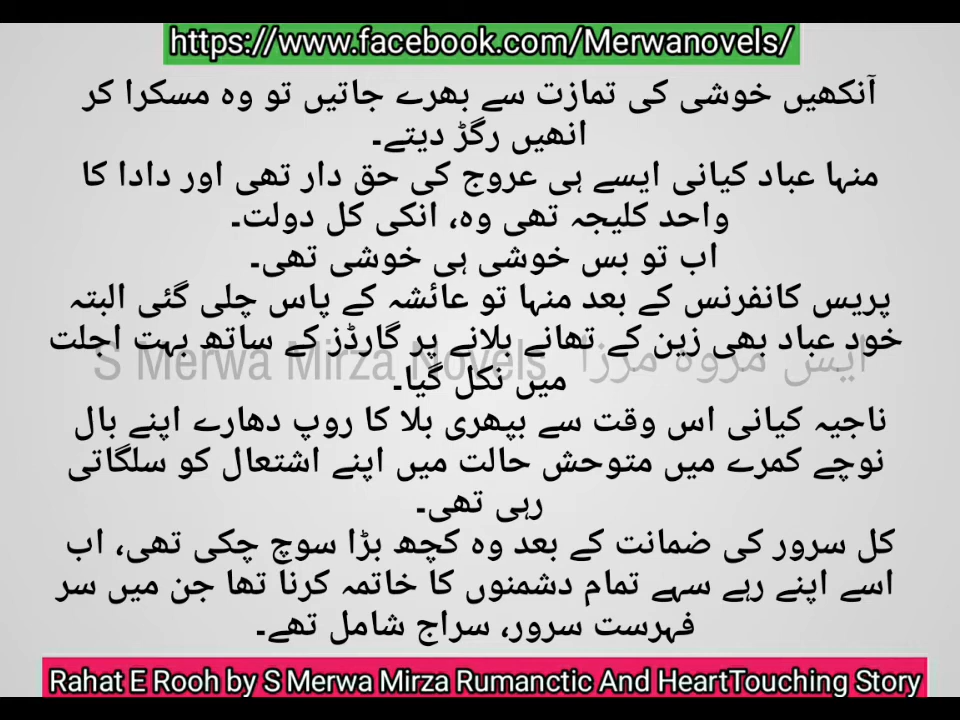 https://www.facebook.com/Merwanovels/
آنکھیں خوشی کی تمازت سے بھرے جاتیں تو وہ مسکرا کر
انھیں رگڑ دیتے۔
منہا عباد کیانی ایسے ہی عروج کی حق دار تھی اور دادا کا
واحد کلیجہ تھی وہ، انکی کل دولت۔
اب تو بس خوشی ہی خوشی تھی۔
پریس کانفرنس کے بعد منہا تو عائشہ کے پاس چلی گئی البتہ
خود عباد بھی زین کے تھانے بلانے پر گارڈز کے ساتھ بہت اجلت
S Merwa Mirza Novels ایس مروہ مرزا
میں نکل گیا۔
ناجیہ کیانی اس وقت سے بپھری بلا کا روپ دھارے اپنے بال
نوچے کمرے میں متوحش حالت میں اپنے اشتعال کو سلگاتی
رہی تھی۔
کل سرور کی ضمانت کے بعد وہ کچھ بڑا سوچ چکی تھی، اب
اسے اپنے رہے سہے تمام دشمنوں کا خاتمہ کرنا تھا جن میں سر
فہرست سرور، سراج شامل تھے۔
Rahat E Rooh by S Merwa Mirza Rumanctic And HeartTouching Story